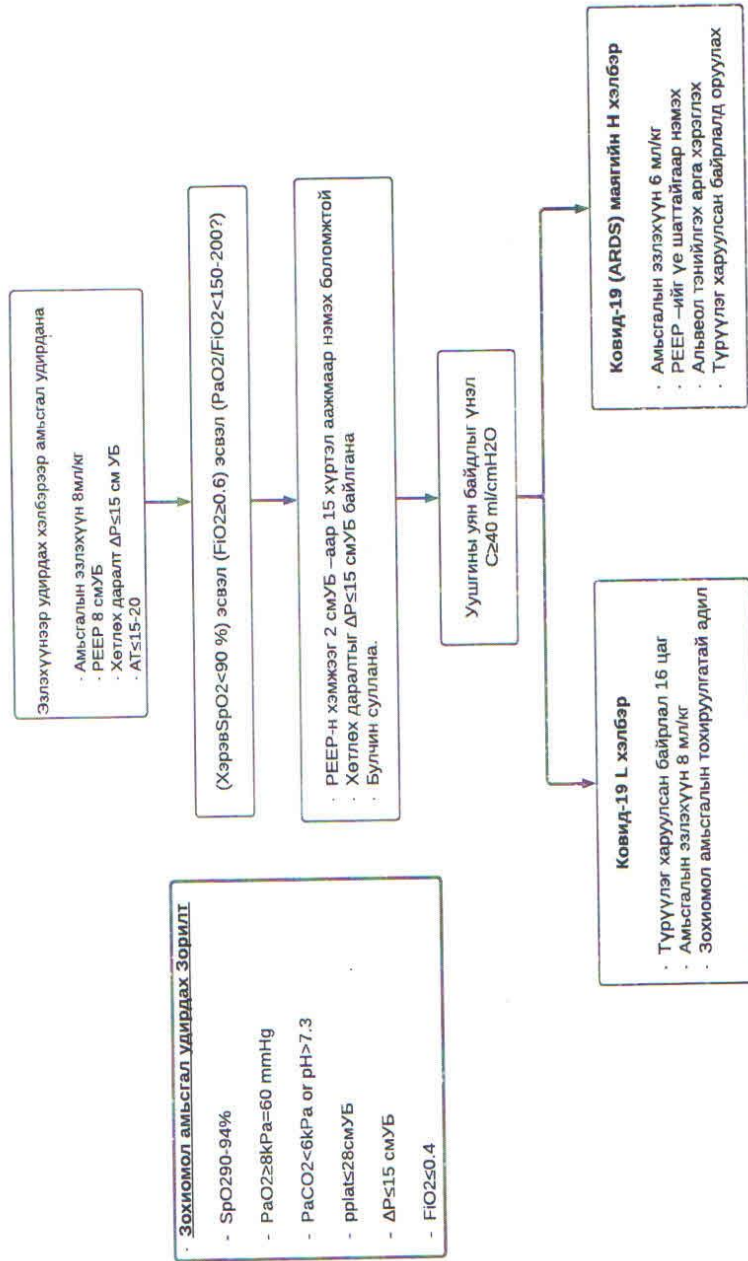 · Зохиомол амьсгал удирдах Зорилт
- SpO290-94%
- PaO2≥8kPa=60 mmHg
- PaCO2<6kPa or pH>7.3
- pplat≤28смУБ
- ΔP≤15 смУБ
- FiO2≤0.4
Эзлэхүүнээр удирдах хэлбэрээр амьсгал удирдана
· Амьсгалын эзлэхүүн 8мл/кг
· PEEP 8 смУБ
· Хөтлөх даралт ΔP≤15 см УБ
· АТ≤15-20
(ХэрэвSpO2<90 %) эсвэл (FiO2≥0.6) эсвэл (PaO2/FiO2<150-200?)
· PEEP-н хэмжээг 2 смУБ –аар 15 хүртэл аажмаар нэмэх боломжтой
· Хөтлөх даралтыг ΔP≤15 смУБ байлгана
· Булчин суллана.
Уушгины уян байдлыг үнэл
C≥40 ml/cmH2O
Ковид-19 L хэлбэр
· Түрүүлэг харуулсан байрлал 16 цаг
· Амьсгалын эзлэхүүн 8 мл/кг
· Зохиомол амьсгалын тохируулгатай адил
Ковид-19 (ARDS) маягийн H хэлбэр
· Амьсгалын эзлэхүүн 6 мл/кг
· PEEP –ийг үе шаттайгаар нэмэх
· Альвеол тэнийлгэх арга хэрэглэх
· Түрүүлэг харуулсан байрлалд оруулах